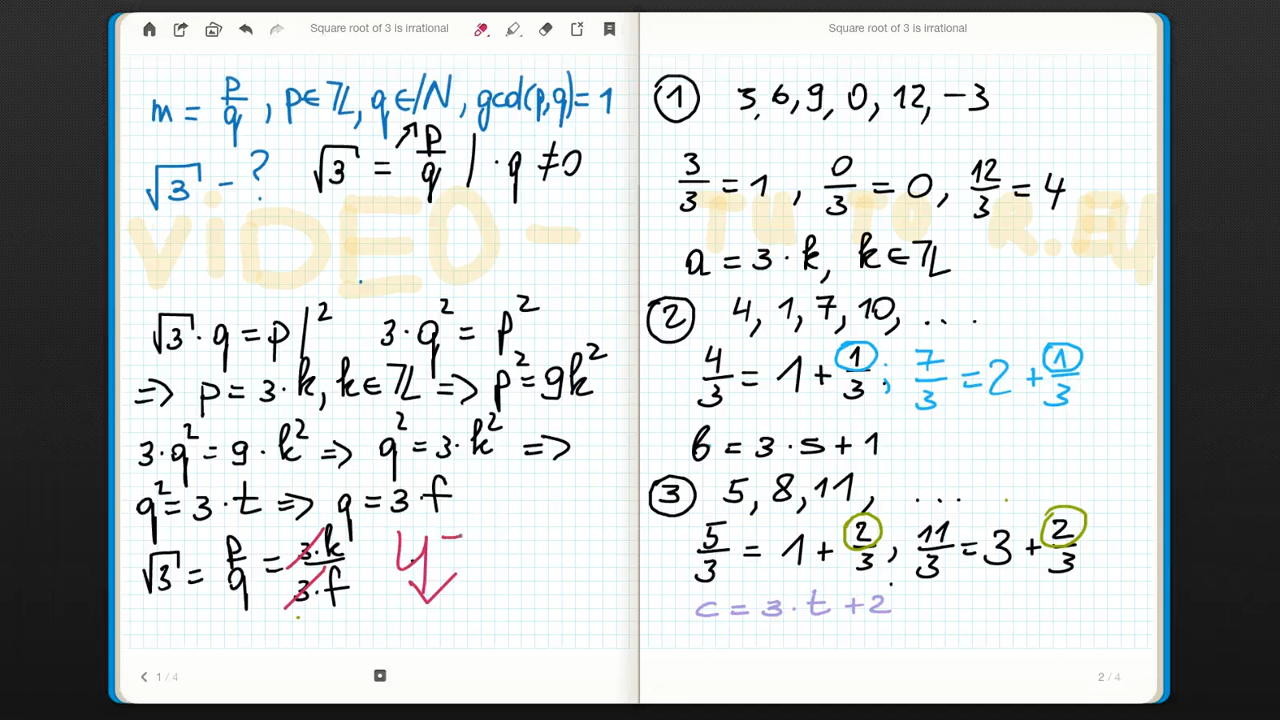 Square root of 3 is irrational
m = p/q , p∈ℤ, q∈ℕ, gcd(p,q)=1
√3 - ? √3 = p/q | · q ≠0
ViDEO-
√3 · q = p |² 3·q² = p²
=> p = 3·k, k∈ℤ => p²=9k²
3·q² = 9·k² => q² = 3·k² =>
q² = 3·t => q = 3·f
√3 = p/q = 3·k/3·f
1 / 4
Square root of 3 is irrational
① 3, 6, 9, 0, 12, -3
3/3 = 1 , 0/3 = 0, 12/3 = 4
TUTOR.EU
a = 3 · k, k∈ℤ
② 4, 1, 7, 10, ...
4/3 = 1 + 1/3 ; 7/3 = 2 + 1/3
b = 3 · s + 1
③ 5, 8, 11, ...
5/3 = 1 + 2/3 , 11/3 = 3 + 2/3
c = 3 · t + 2
2 / 4